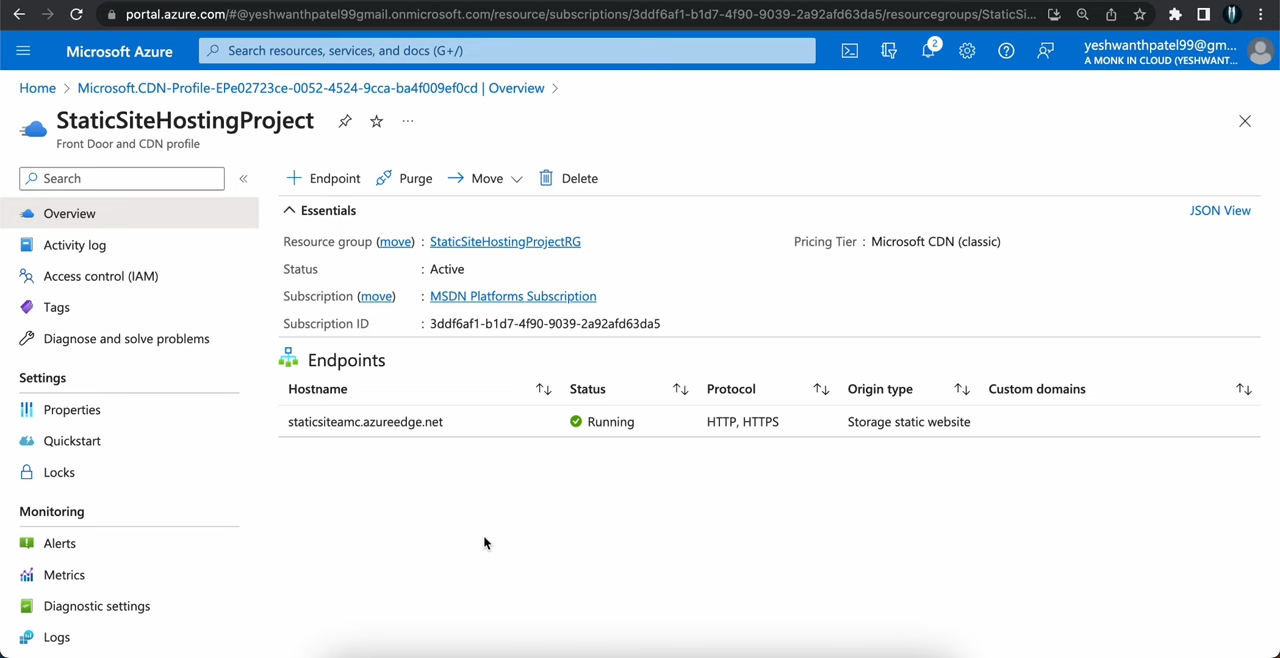 portal.azure.com/#@yeshwanthpatel99gmail.onmicrosoft.com/resource/subscriptions/3ddf6af1-b1d7-4f90-9039-2a92afd63da5/resourcegroups/StaticSi...
Microsoft Azure
Search resources, services, and docs (G+/)
2
yeshwanthpatel99@gm...
A MONK IN CLOUD (YESHWANT...
Home > Microsoft.CDN-Profile-EPe02723ce-0052-4524-9cca-ba4f009ef0cd | Overview >
StaticSiteHostingProject
Front Door and CDN profile
Search
Overview
Activity log
Access control (IAM)
Tags
Diagnose and solve problems
Settings
Properties
Quickstart
Locks
Monitoring
Alerts
Metrics
Diagnostic settings
Logs
Endpoint Purge Move Delete
Essentials JSON View
Resource group (move) : StaticSiteHostingProjectRG Pricing Tier : Microsoft CDN (classic)
Status : Active
Subscription (move) : MSDN Platforms Subscription
Subscription ID : 3ddf6af1-b1d7-4f90-9039-2a92afd63da5
Endpoints
Hostname Status Protocol Origin type Custom domains
staticsiteamc.azureedge.net Running HTTP, HTTPS Storage static website